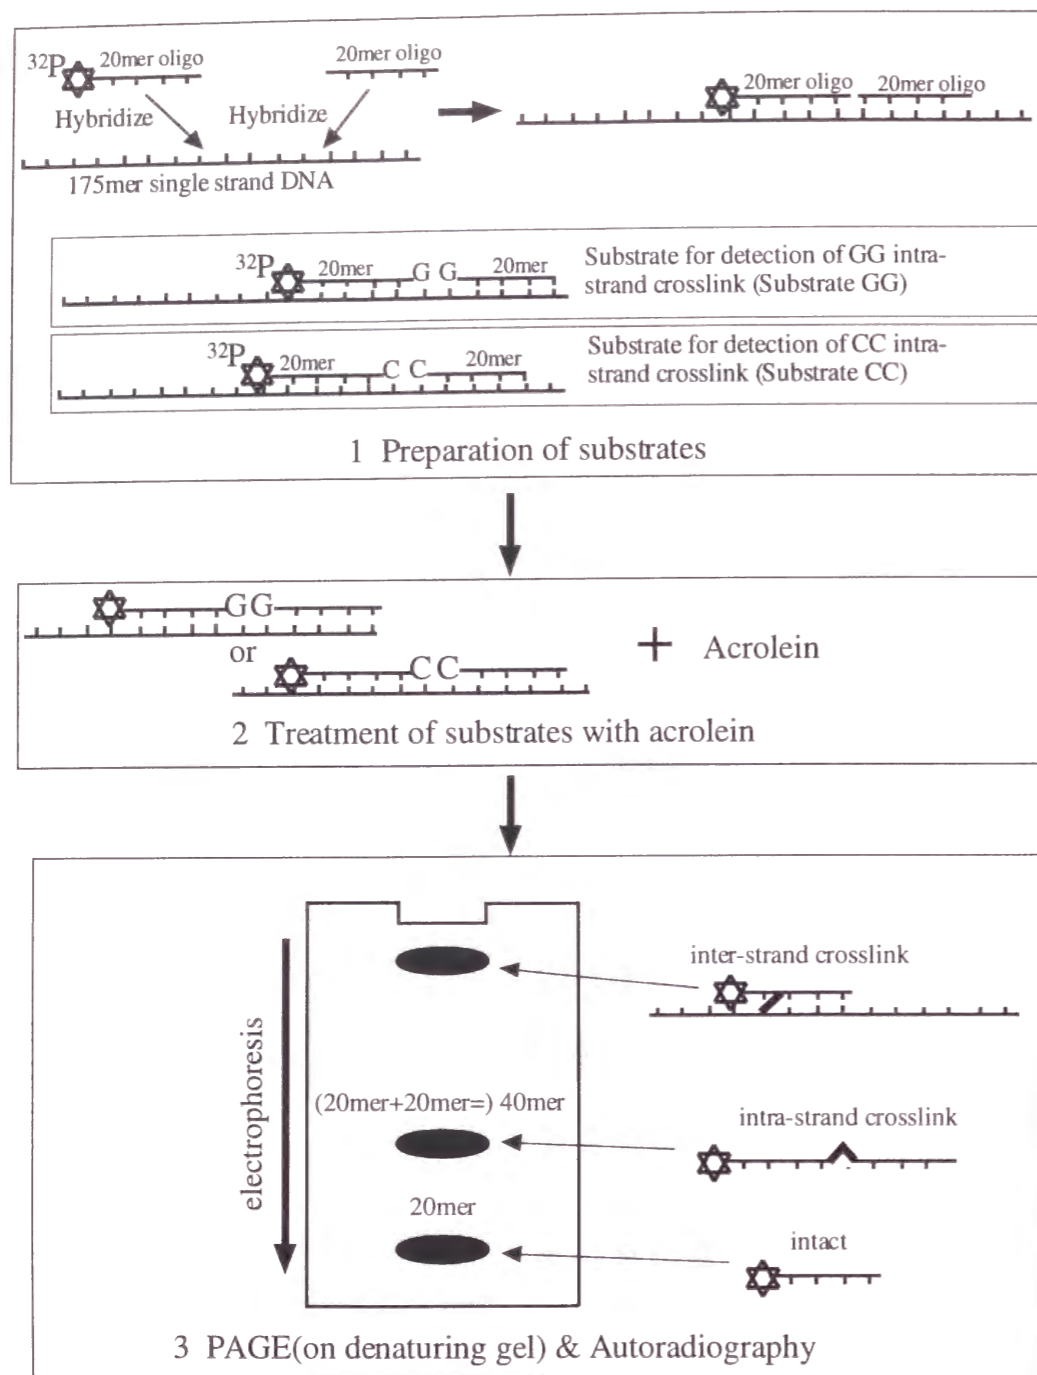 32P 20mer oligo
20mer oligo
Hybridize
Hybridize
175mer single strand DNA
20mer oligo
20mer oligo
32P
20mer
G G
20mer
Substrate for detection of GG intra-
strand crosslink (Substrate GG)
32P
20mer
C C
20mer
Substrate for detection of CC intra-
strand crosslink (Substrate CC)
1 Preparation of substrates
GG
or
CC
+ Acrolein
2 Treatment of substrates with acrolein
electrophoresis
inter-strand crosslink
(20mer+20mer=) 40mer
intra-strand crosslink
20mer
intact
3 PAGE(on denaturing gel) & Autoradiography